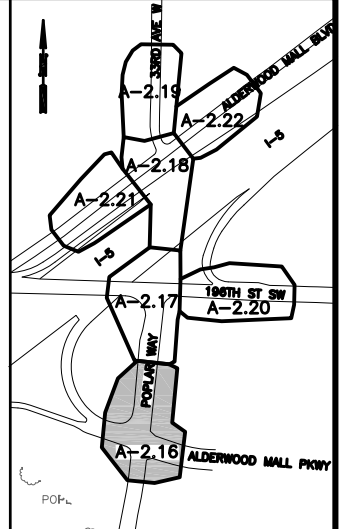 33RD AVE W
ALDERWOOD MALL BLVD
A-2.19
A-2.22
I-5
A-2.18
A-2.21
I-5
196TH ST SW
A-2.17
A-2.20
POPLAR WAY
A-2.16
ALDERWOOD MALL PKWY